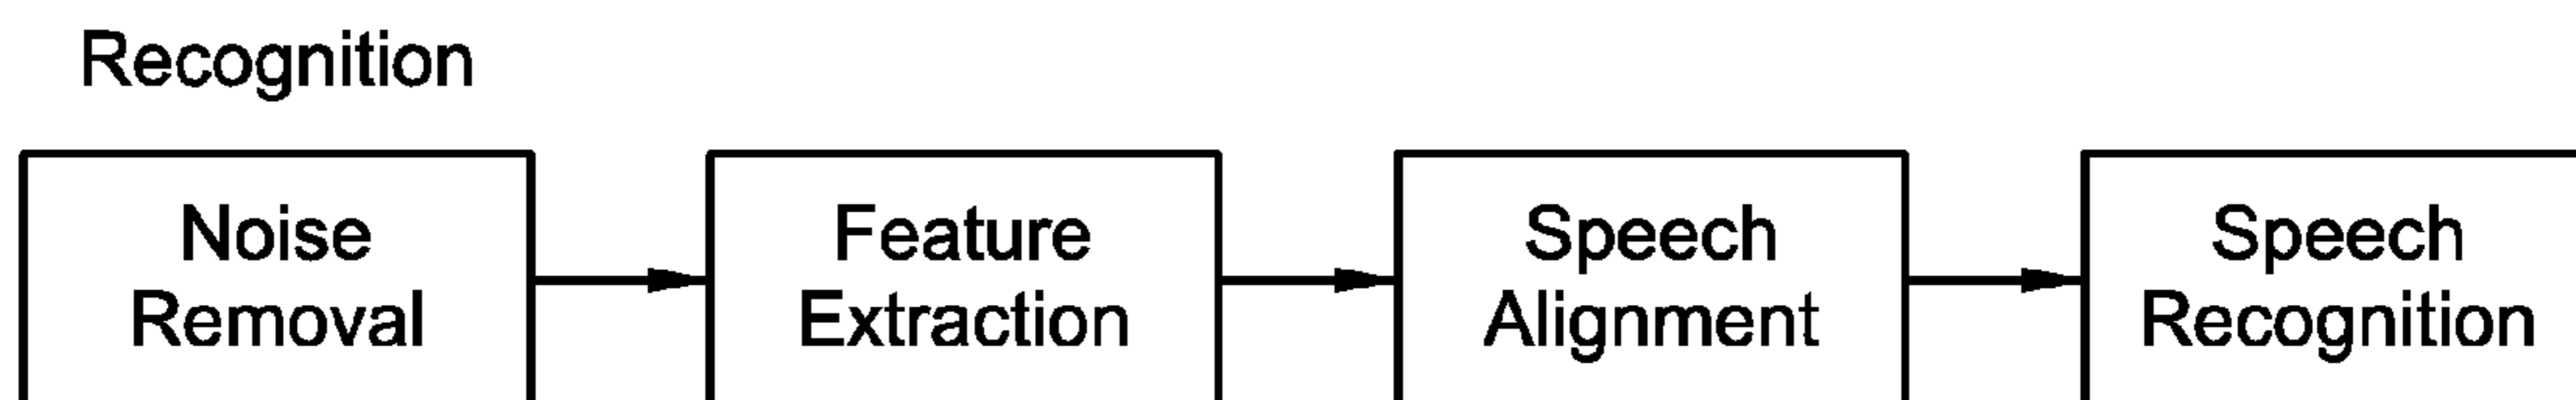 Recognition
Noise
Removal
Feature
Extraction
Speech
Alignment
Speech
Recognition